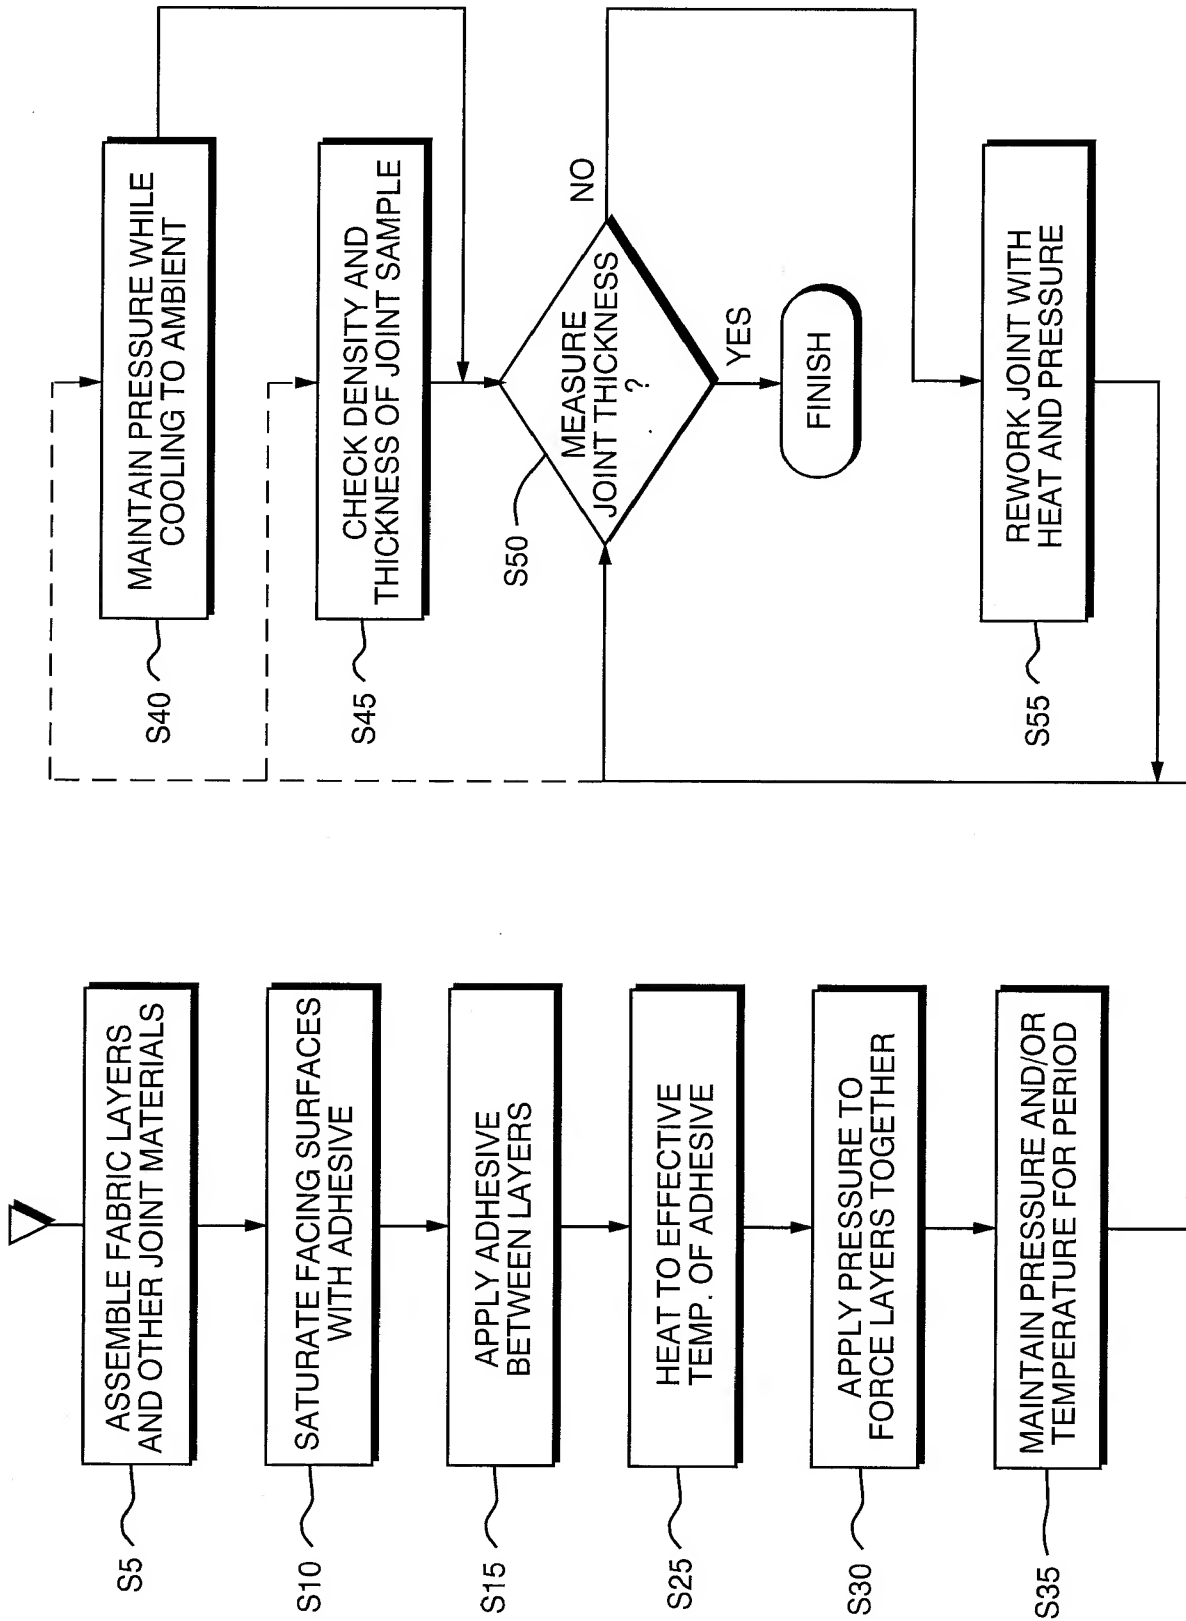 S5
ASSEMBLE FABRIC LAYERS
AND OTHER JOINT MATERIALS
S10
SATURATE FACING SURFACES
WITH ADHESIVE
S15
APPLY ADHESIVE
BETWEEN LAYERS
S25
HEAT TO EFFECTIVE
TEMP. OF ADHESIVE
S30
APPLY PRESSURE TO
FORCE LAYERS TOGETHER
S35
MAINTAIN PRESSURE AND/OR
TEMPERATURE FOR PERIOD
S40
MAINTAIN PRESSURE WHILE
COOLING TO AMBIENT
S45
CHECK DENSITY AND
THICKNESS OF JOINT SAMPLE
S50
MEASURE
JOINT THICKNESS
?
NO
YES
FINISH
S55
REWORK JOINT WITH
HEAT AND PRESSURE